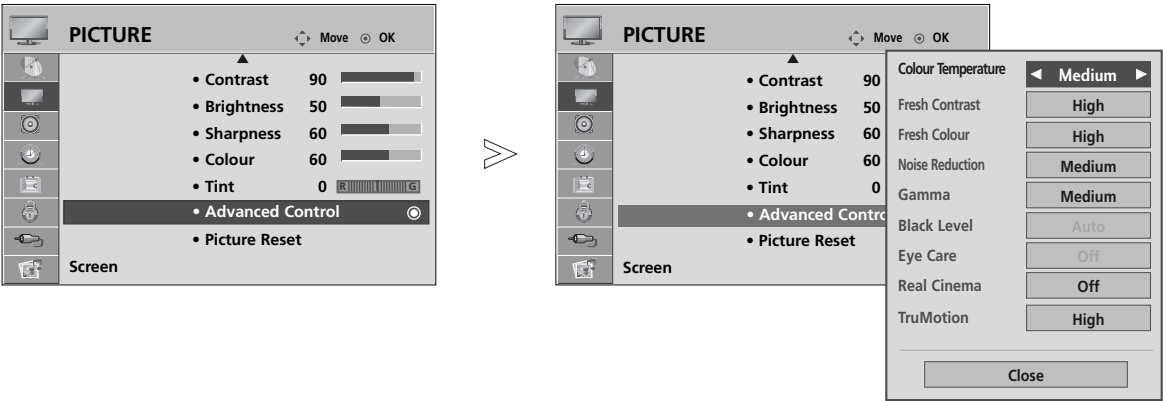 PICTURE
Move OK
• Contrast 90
• Brightness 50
• Sharpness 60
• Colour 60
• Tint 0 R G
• Advanced Control
• Picture Reset
Screen
PICTURE
Move OK
• Contrast 90
• Brightness 50
• Sharpness 60
• Colour 60
• Tint 0
• Advanced Contro
• Picture Reset
Screen
Colour Temperature Medium
Fresh Contrast High
Fresh Colour High
Noise Reduction Medium
Gamma Medium
Black Level Auto
Eye Care Off
Real Cinema Off
TruMotion High
Close